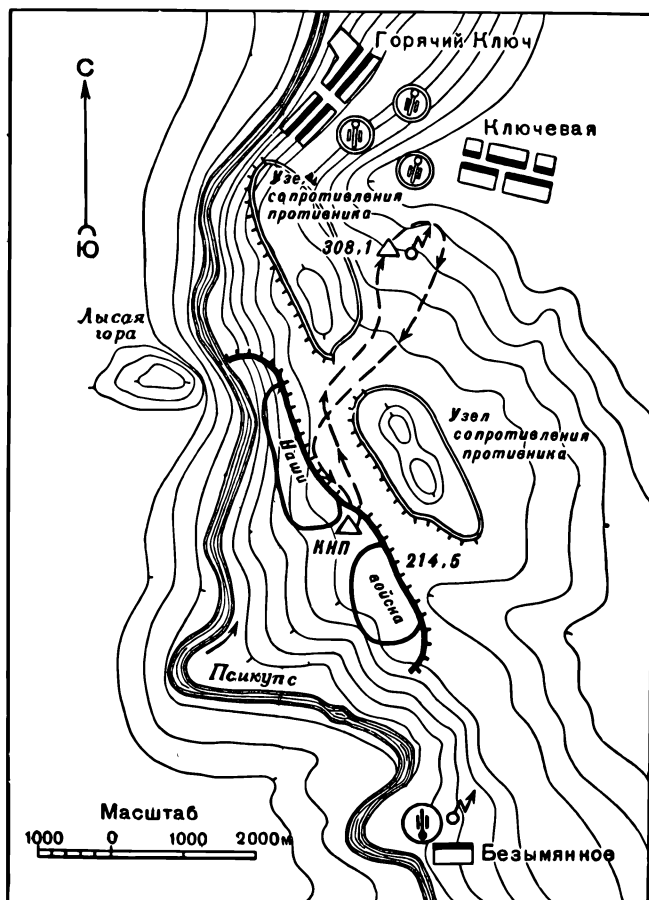 Горячий Ключ
С
Ключевая
Узел
сопротивления
противника
Ю
308,1
Лысая
гора
Узел
сопротивления
противника
Наши
КНП
214,5
войска
Псикупс
Масштаб
1000 0 1000 2000м
Безымянное